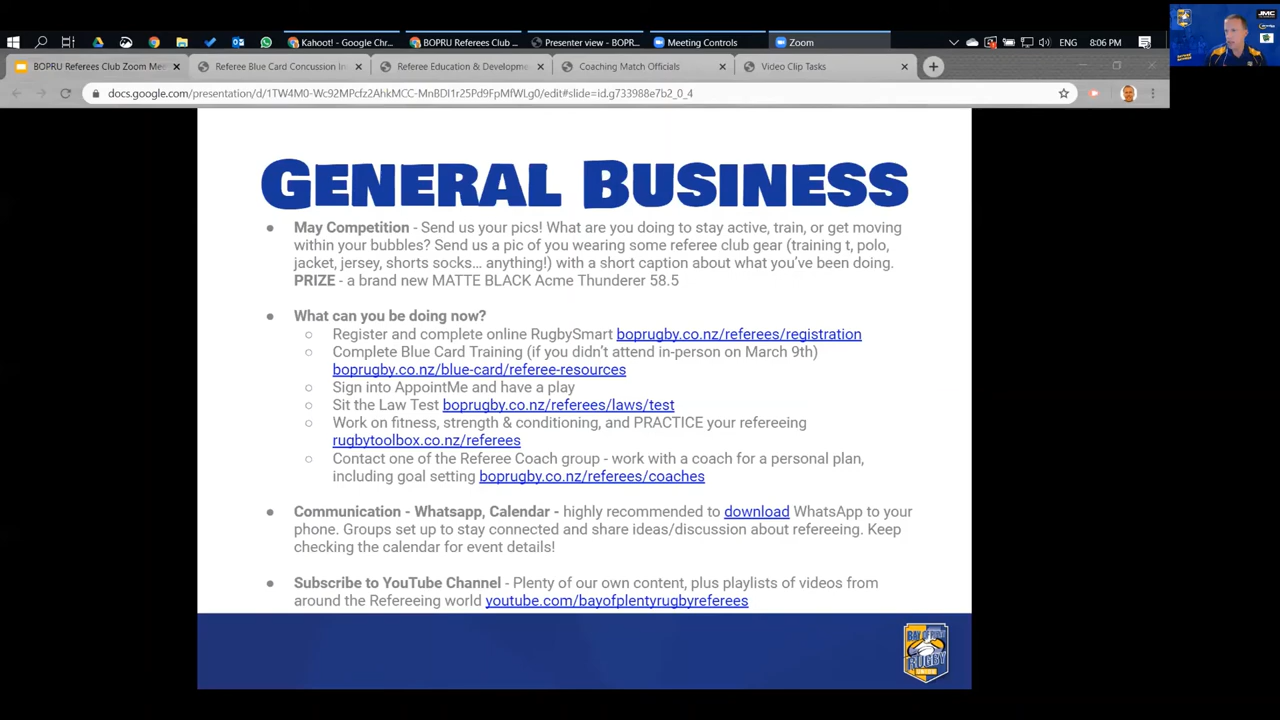 Kahoot! - Google Chr...
BOPRU Referees Club ...
Presenter view - BOPR...
Meeting Controls
Zoom
ENG
8:06 PM
JMC
BOPRU Referees Club Zoom Mee
Referee Blue Card Concussion In
Referee Education & Developme
Coaching Match Officials
Video Clip Tasks
docs.google.com/presentation/d/1TW4M0-Wc92MPcfz2AhkMCC-MnBDI1r25Pd9FpMfWLg0/edit#slide=id.g733988e7b2_0_4
GENERAL BUSINESS
● May Competition - Send us your pics! What are you doing to stay active, train, or get moving
within your bubbles? Send us a pic of you wearing some referee club gear (training t, polo,
jacket, jersey, shorts socks… anything!) with a short caption about what you've been doing.
PRIZE - a brand new MATTE BLACK Acme Thunderer 58.5
● What can you be doing now?
○ Register and complete online RugbySmart boprugby.co.nz/referees/registration
○ Complete Blue Card Training (if you didn't attend in-person on March 9th)
boprugby.co.nz/blue-card/referee-resources
○ Sign into AppointMe and have a play
○ Sit the Law Test boprugby.co.nz/referees/laws/test
○ Work on fitness, strength & conditioning, and PRACTICE your refereeing
rugbytoolbox.co.nz/referees
○ Contact one of the Referee Coach group - work with a coach for a personal plan,
including goal setting boprugby.co.nz/referees/coaches
● Communication - Whatsapp, Calendar - highly recommended to download WhatsApp to your
phone. Groups set up to stay connected and share ideas/discussion about refereeing. Keep
checking the calendar for event details!
● Subscribe to YouTube Channel - Plenty of our own content, plus playlists of videos from
around the Refereeing world youtube.com/bayofplentyrugbyreferees
BAY OF PLENTY
RUGBY
UNION